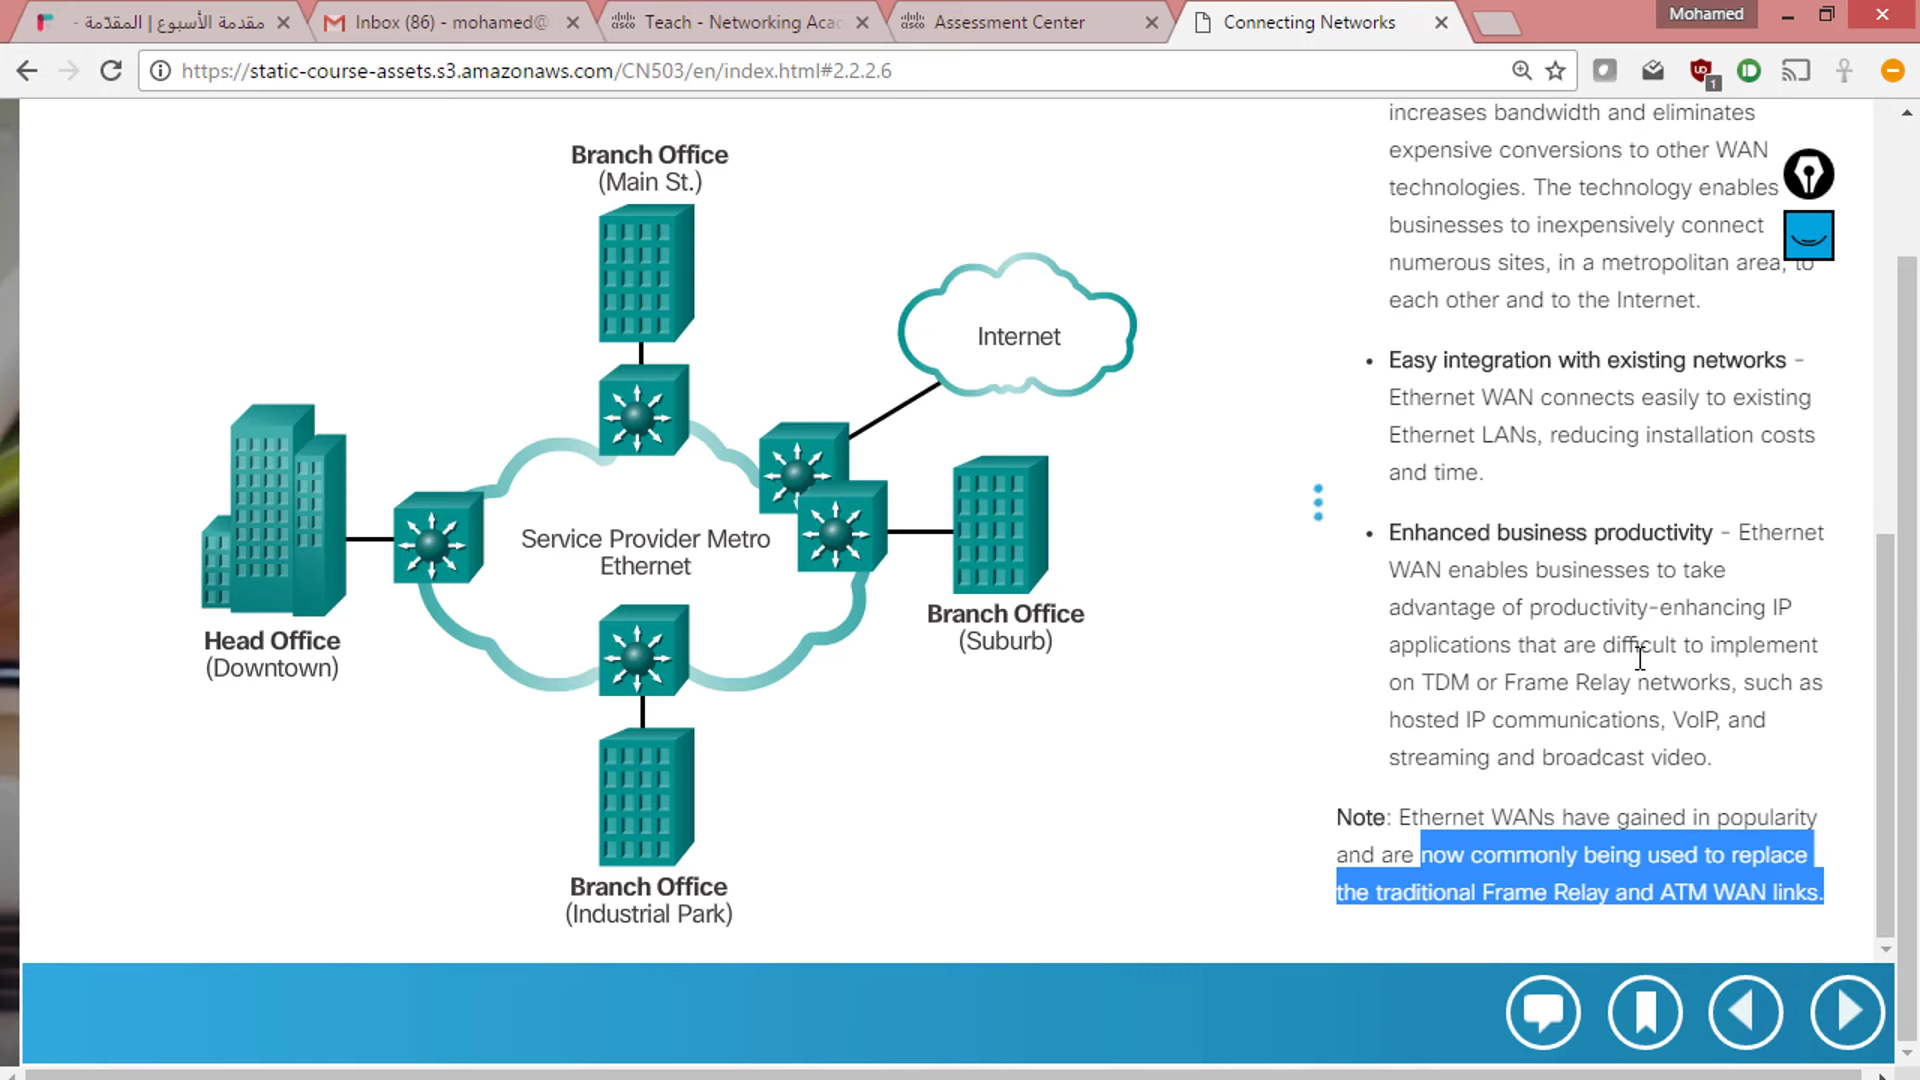 مقدمة الأسبوع | المقدّمة -
Inbox (86) - mohamed@
Teach - Networking Aca
Assessment Center
Connecting Networks
Mohamed
https://static-course-assets.s3.amazonaws.com/CN503/en/index.html#2.2.2.6
1
Branch Office
(Main St.)
Internet
Service Provider Metro
Ethernet
Head Office
(Downtown)
Branch Office
(Suburb)
Branch Office
(Industrial Park)
increases bandwidth and eliminates
expensive conversions to other WAN
technologies. The technology enables
businesses to inexpensively connect
numerous sites, in a metropolitan area, to
each other and to the Internet.
• Easy integration with existing networks -
Ethernet WAN connects easily to existing
Ethernet LANs, reducing installation costs
and time.
• Enhanced business productivity - Ethernet
WAN enables businesses to take
advantage of productivity-enhancing IP
applications that are difficult to implement
on TDM or Frame Relay networks, such as
hosted IP communications, VoIP, and
streaming and broadcast video.
Note: Ethernet WANs have gained in popularity
and are now commonly being used to replace
the traditional Frame Relay and ATM WAN links.